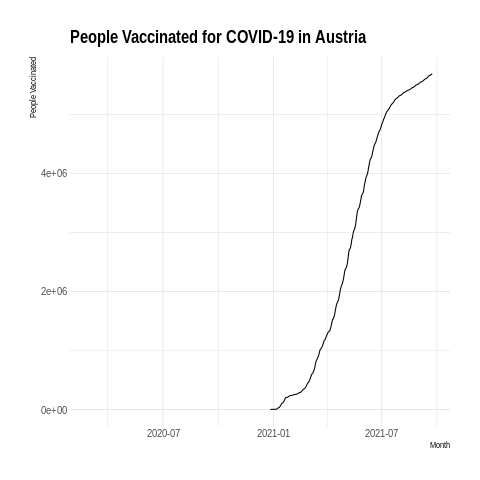 People Vaccinated for COVID-19 in Austria
People Vaccinated
4e+06
2e+06
0e+00
2020-07 2021-01 2021-07
Month